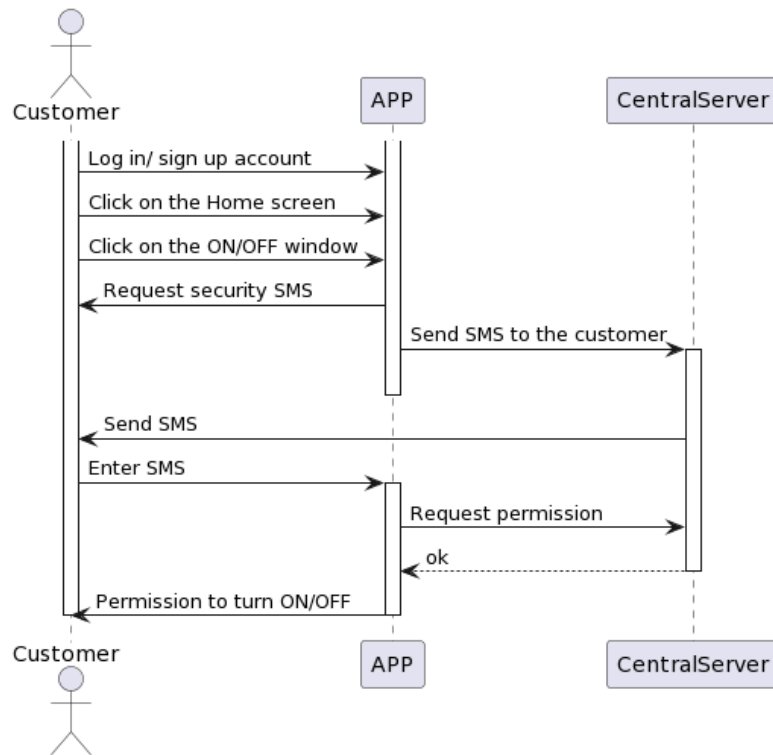 Customer
APP
CentralServer
Log in/ sign up account
Click on the Home screen
Click on the ON/OFF window
Request security SMS
Send SMS to the customer
Send SMS
Enter SMS
Request permission
ok
Permission to turn ON/OFF
Customer
APP
CentralServer